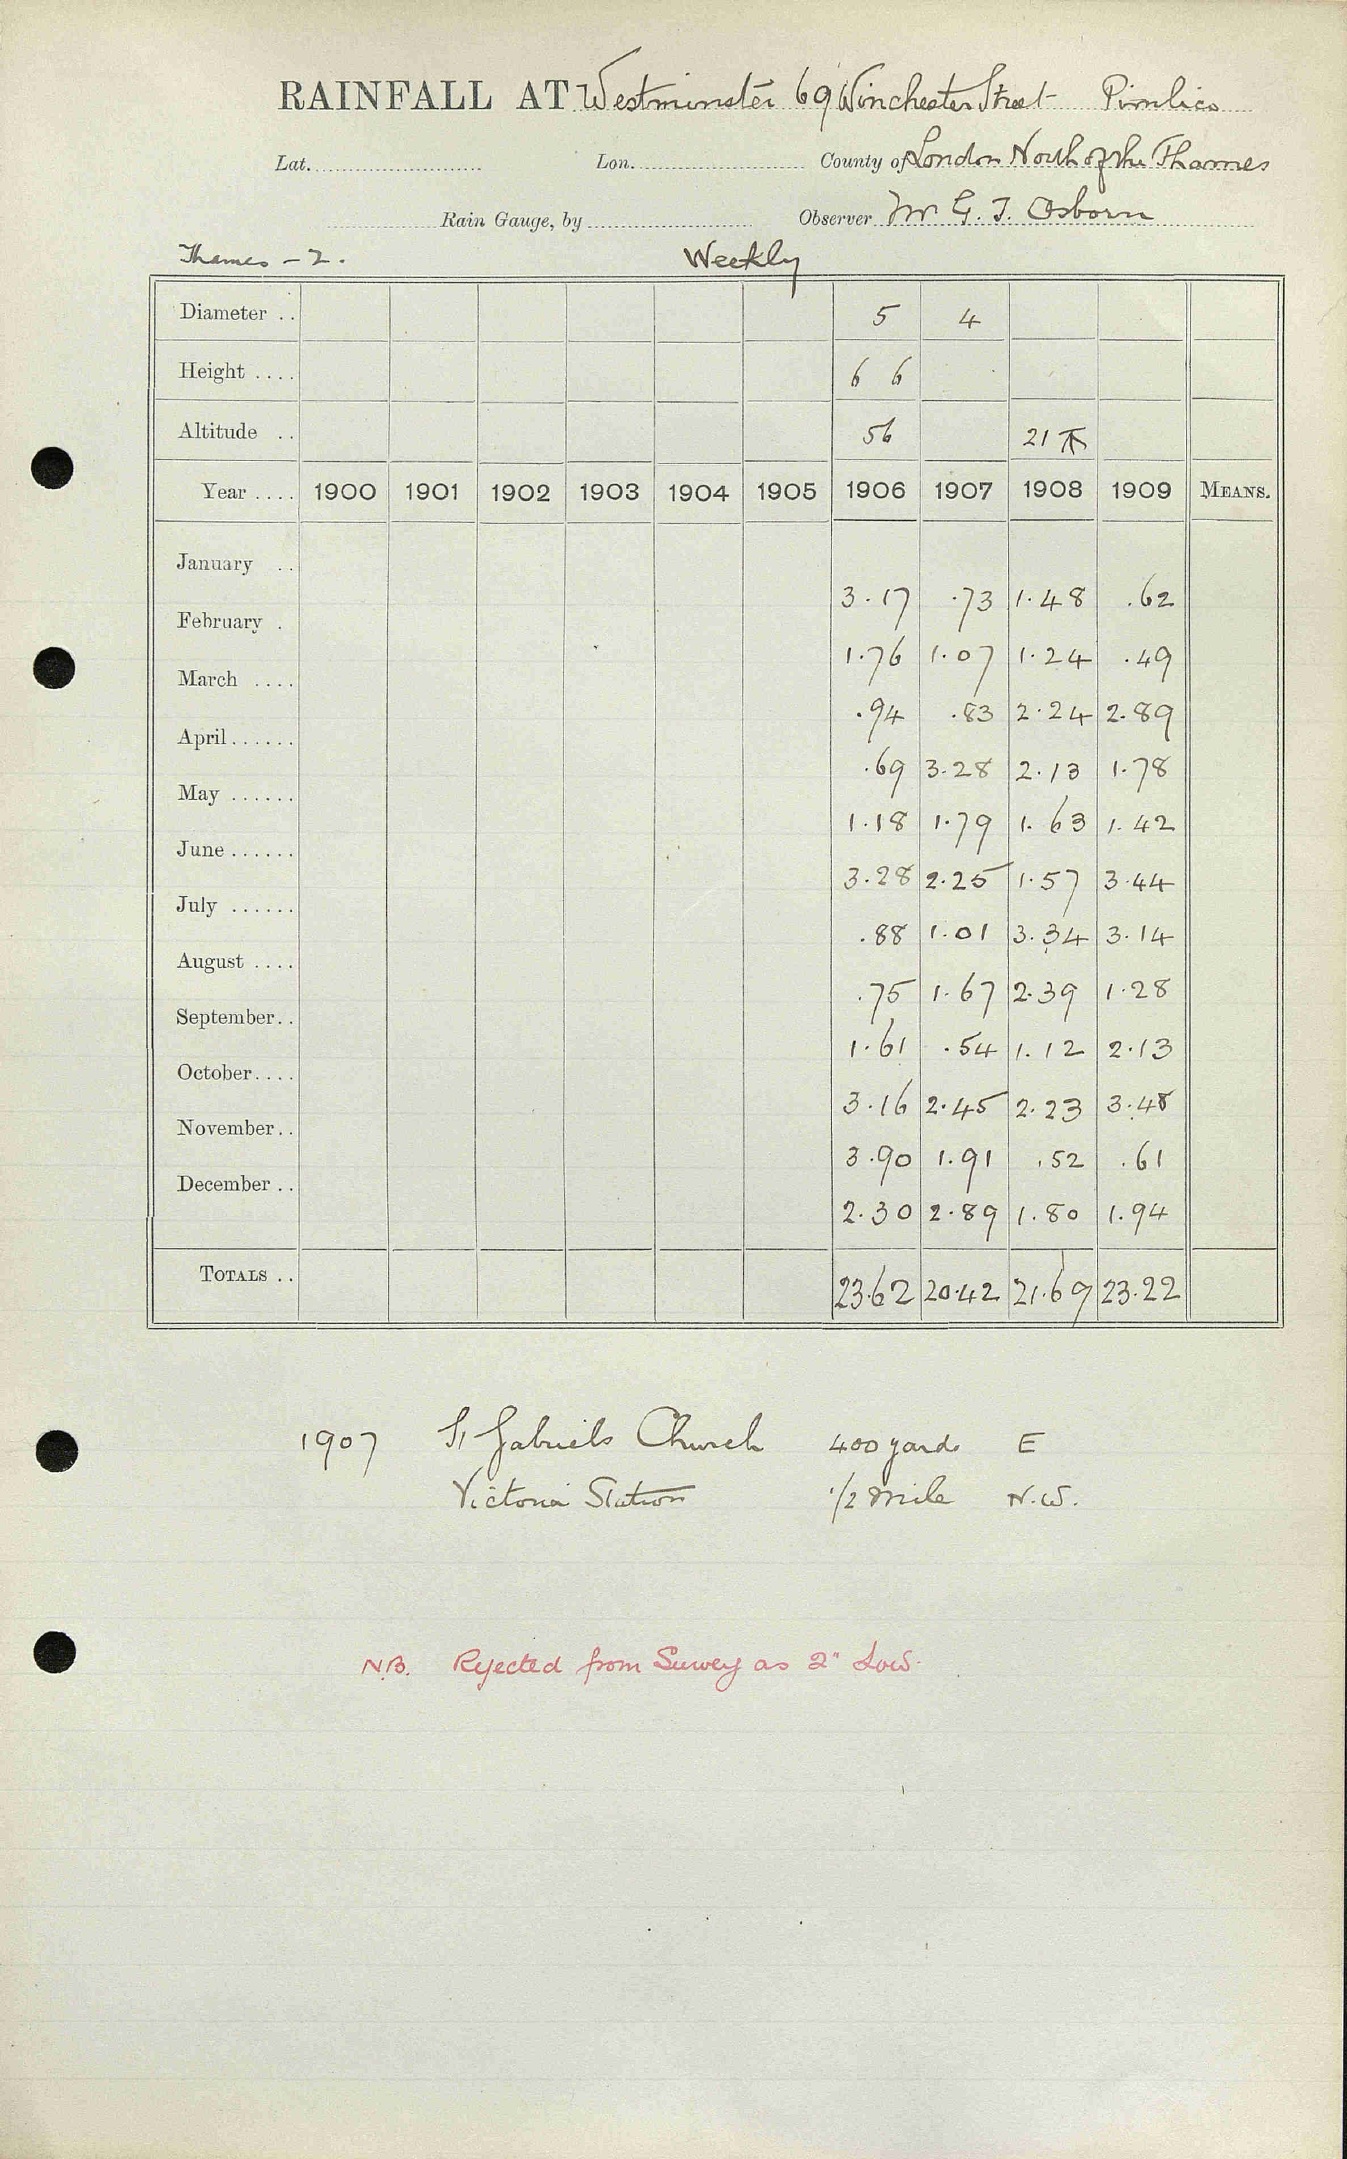 RAINFALL AT Westminster 69 Winchester Street Pimlico
Lat. Lon. County of London North of the Thames
Rain Gauge, by Observer Mr G. T. Osborn
Thames - 2. Weekly
Diameter .. 5 4
Height .... 6 6
Altitude .. 56 21
Year .... 1900 1901 1902 1903 1904 1905 1906 1907 1908 1909 MEANS.
January .. 3.17 .73 1.48 .62
February . 1.76 1.07 1.24 .49
March .... .94 .83 2.24 2.89
April ...... .69 3.28 2.13 1.78
May ...... 1.18 1.79 1.63 1.42
June ...... 3.28 2.25 1.57 3.44
July ...... .88 1.01 3.34 3.14
August .... .75 1.67 2.39 1.28
September.. 1.61 .54 1.12 2.13
October.... 3.16 2.45 2.23 3.48
November.. 3.90 1.91 .52 .61
December .. 2.30 2.89 1.80 1.94
TOTALS .. 23.62 20.42 21.69 23.22
1907 St Gabriels Church 400 yards E
Victoria Station 1/2 mile N.W.
N.B. Rejected from Survey as 2" Low.